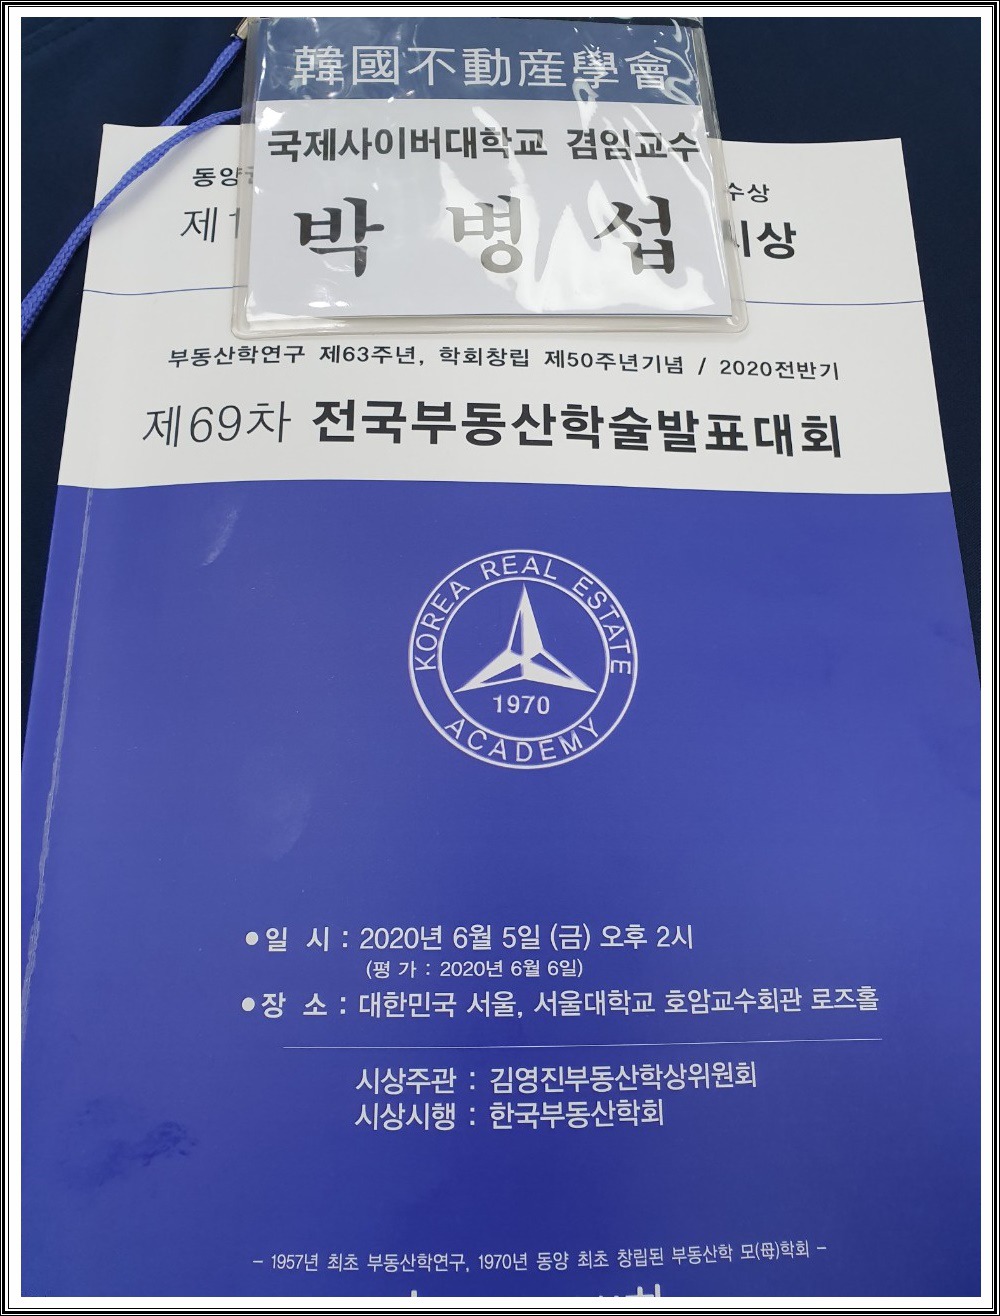 韓國不動産學會
국제사이버대학교 겸임교수
박 병 섭
동양 수상
제1 시상
부동산학연구 제63주년, 학회창립 제50주년기념 / 2020전반기
제69차 전국부동산학술발표대회
KOREA REAL ESTATE
1970
ACADEMY
●일 시 : 2020년 6월 5일 (금) 오후 2시
(평 가 : 2020년 6월 6일)
●장 소 : 대한민국 서울, 서울대학교 호암교수회관 로즈홀
시상주관 : 김영진부동산학상위원회
시상시행 : 한국부동산학회
- 1957년 최초 부동산학연구, 1970년 동양 최초 창립된 부동산학 모(母)학회 -